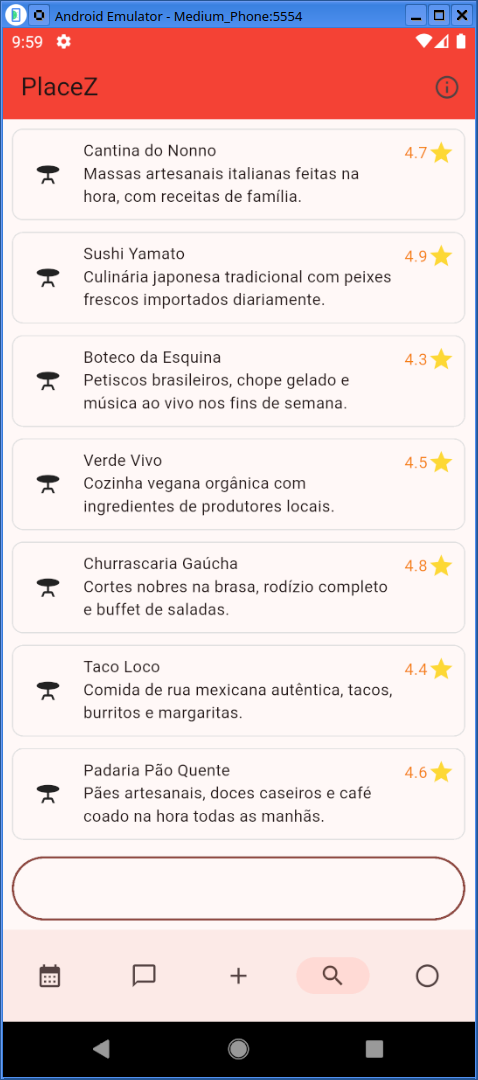 Android Emulator - Medium_Phone:5554
9:59
PlaceZ
Cantina do Nonno
4.7
Massas artesanais italianas feitas na
hora, com receitas de família.
Sushi Yamato
4.9
Culinária japonesa tradicional com peixes
frescos importados diariamente.
Boteco da Esquina
4.3
Petiscos brasileiros, chope gelado e
música ao vivo nos fins de semana.
Verde Vivo
4.5
Cozinha vegana orgânica com
ingredientes de produtores locais.
Churrascaria Gaúcha
4.8
Cortes nobres na brasa, rodízio completo
e buffet de saladas.
Taco Loco
4.4
Comida de rua mexicana autêntica, tacos,
burritos e margaritas.
Padaria Pão Quente
4.6
Pães artesanais, doces caseiros e café
coado na hora todas as manhãs.